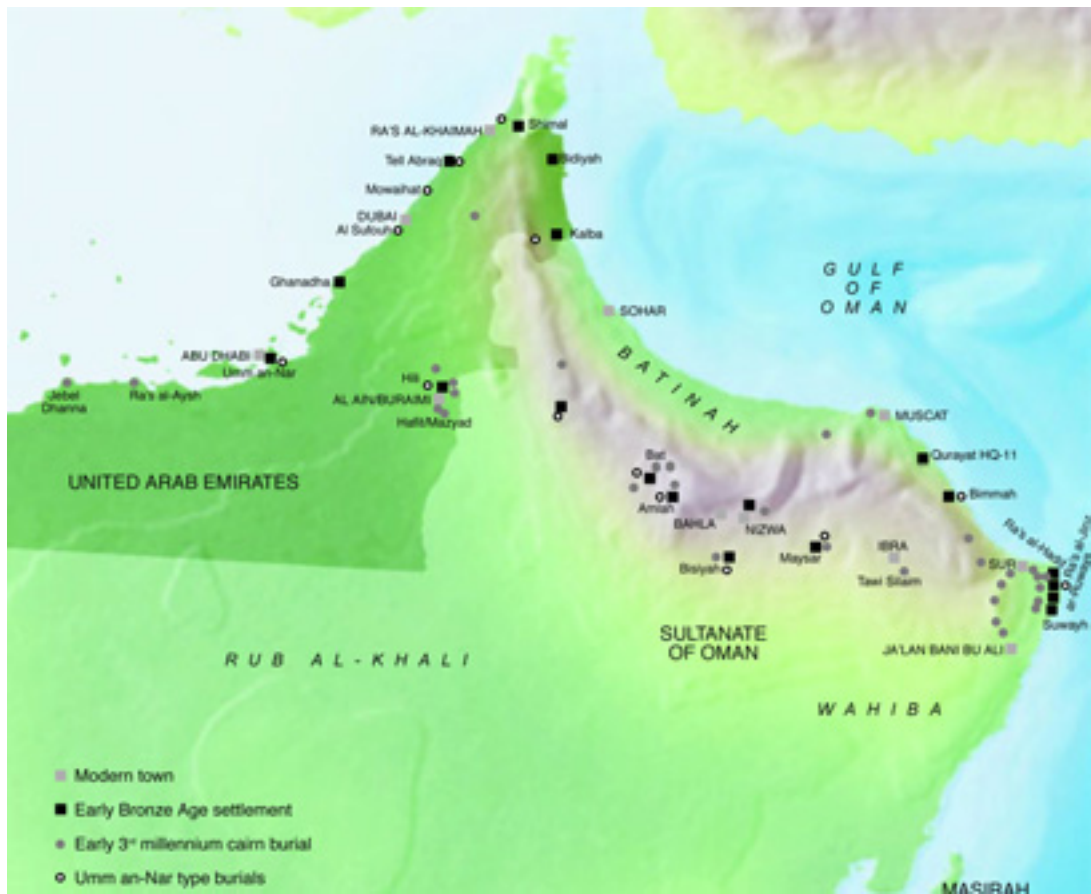 RA'S AL-KHAIMAH
Shimal
Tell Abraq
Bidiyah
Mowaihat
DUBAI
Al Sufouh
Kalba
Ghanadha
GULF
OF
OMAN
SOHAR
ABU DHABI
Umm an-Nar
Jebel
Dhanna
Ra's al-Aysh
Hili
AL AIN/BURAIMI
Hafit/Mazyad
BATINAH
MUSCAT
Bat
Qurayat HQ-11
UNITED ARAB EMIRATES
Amlah
Bimmah
BAHLA
NIZWA
Maysar
IBRA
Bisiyah
Tawi Silaim
SUR
Ra's al-Hadd
Ra's al-Jinz
Suwayh
SULTANATE
OF OMAN
RUB AL-KHALI
JA'LAN BANI BU ALI
WAHIBA
Modern town
Early Bronze Age settlement
Early 3rd millennium cairn burial
Umm an-Nar type burials
MASIRAH